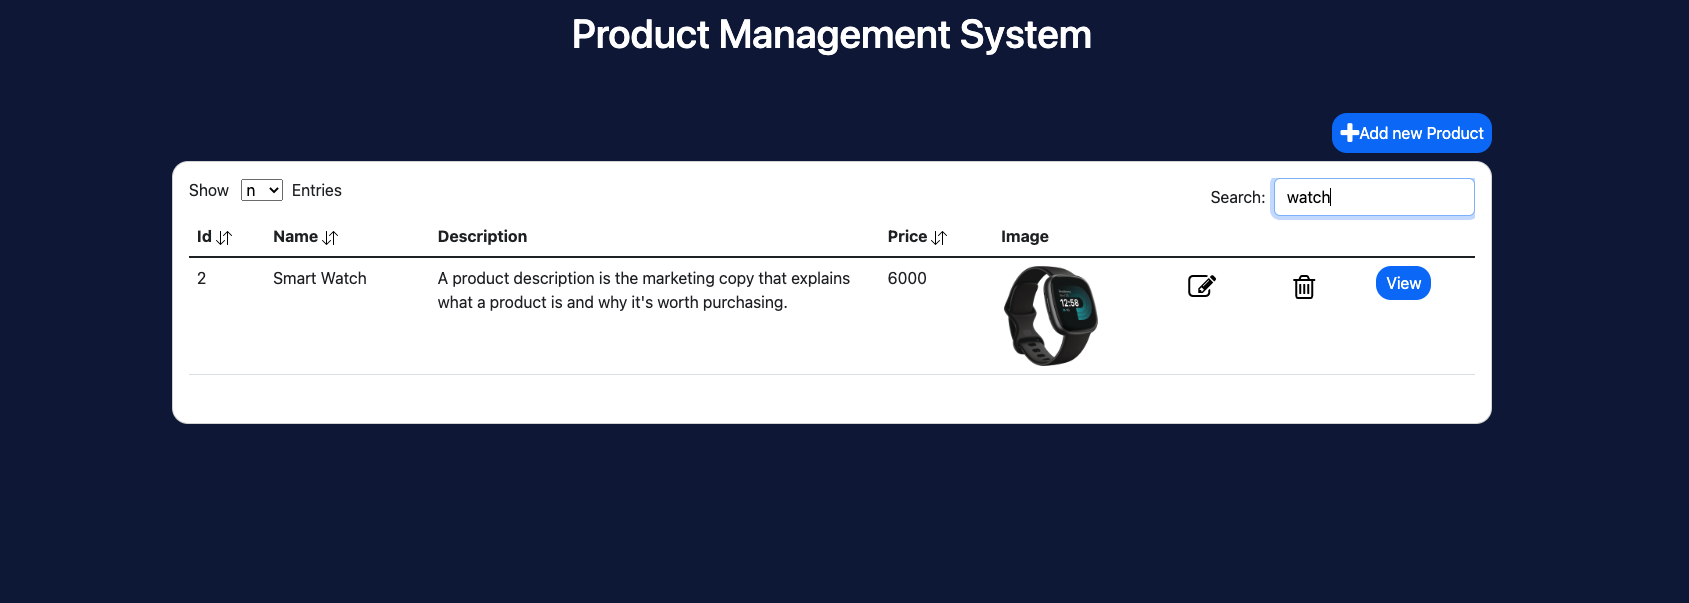 Product Management System
Add new Product
Show n Entries
Search: watch
Id Name Description Price Image
2 Smart Watch A product description is the marketing copy that explains 6000 View
what a product is and why it's worth purchasing.
12:58